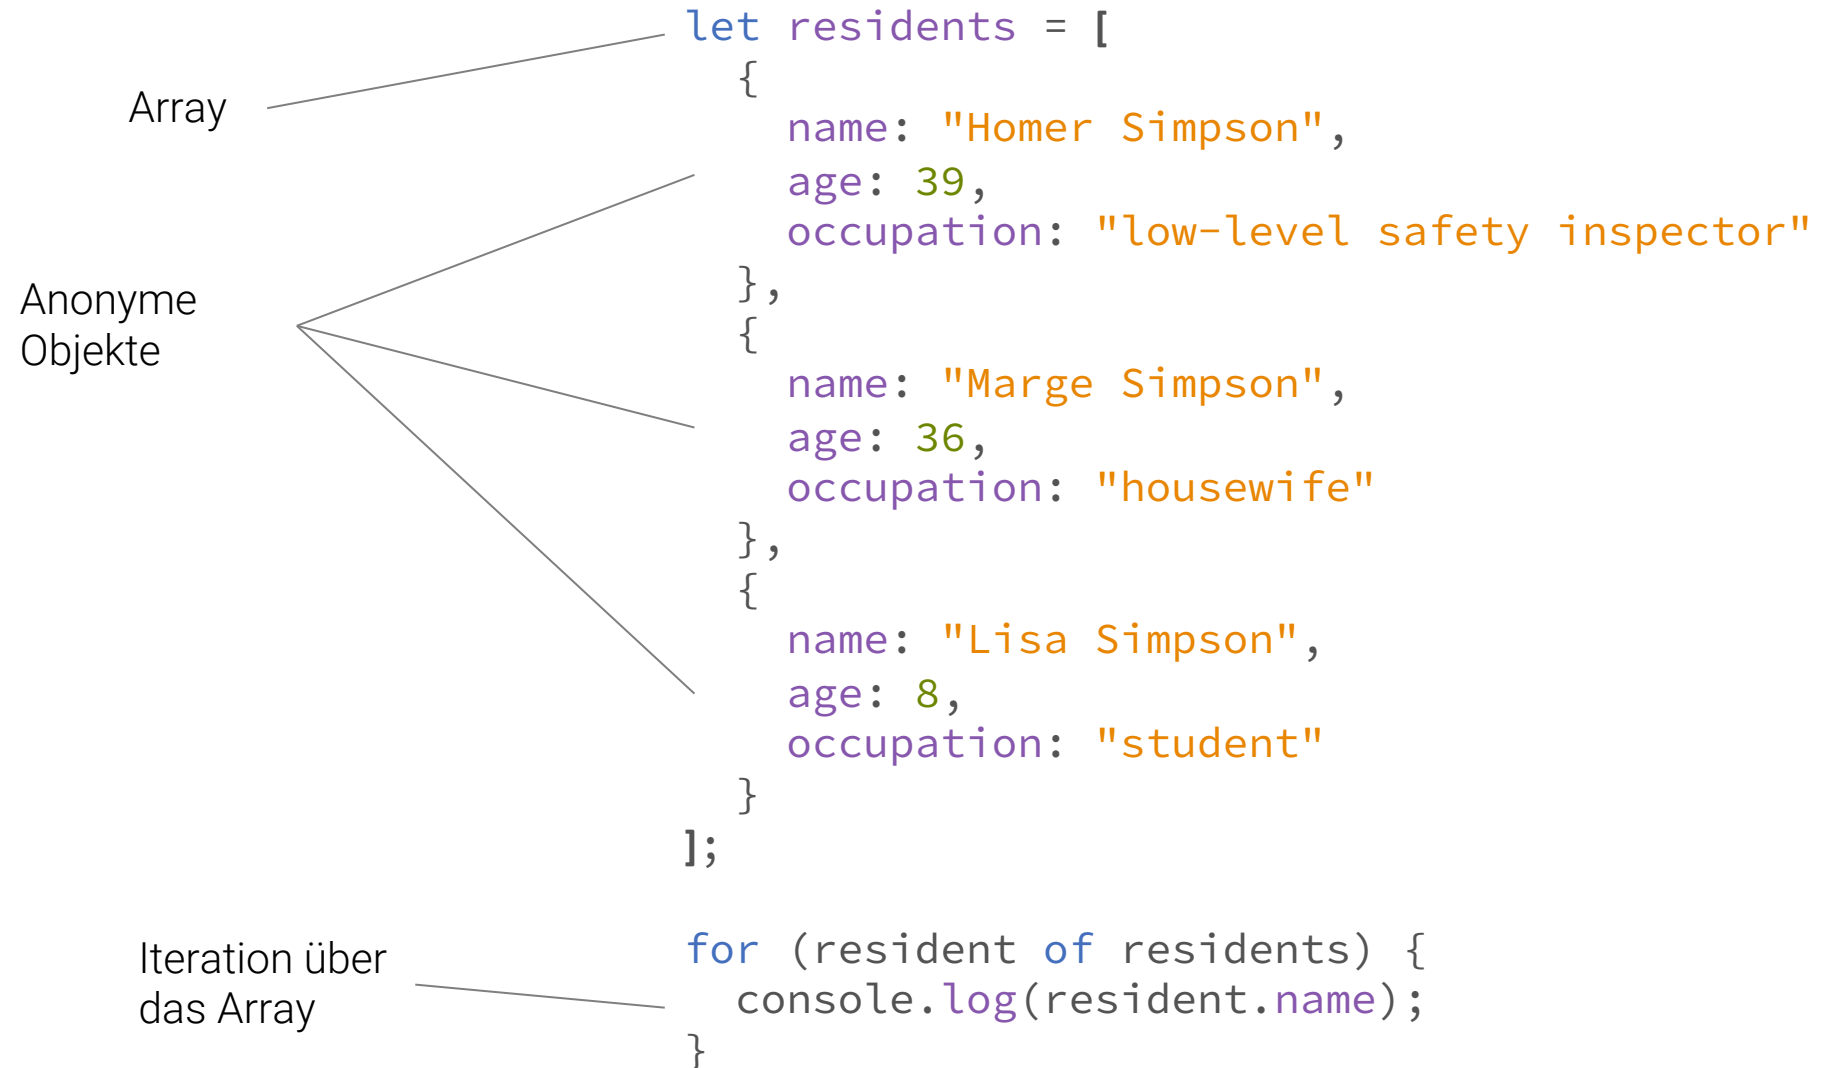 Array
Anonyme
Objekte
Iteration über
das Array
let residents = [
  {
    name: "Homer Simpson",
    age: 39,
    occupation: "low-level safety inspector"
  },
  {
    name: "Marge Simpson",
    age: 36,
    occupation: "housewife"
  },
  {
    name: "Lisa Simpson",
    age: 8,
    occupation: "student"
  }
];
for (resident of residents) {
  console.log(resident.name);
}